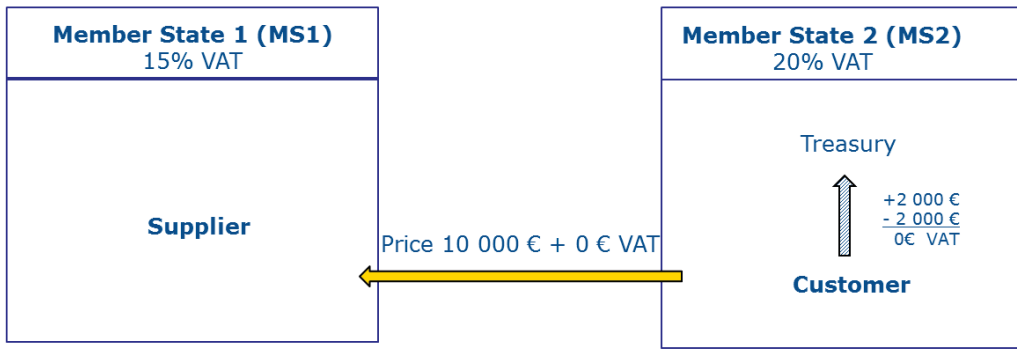 Member State 1 (MS1)
15% VAT
Supplier
Price 10 000 € + 0 € VAT
Member State 2 (MS2)
20% VAT
Treasury
+2 000 €
- 2 000 €
0€ VAT
Customer